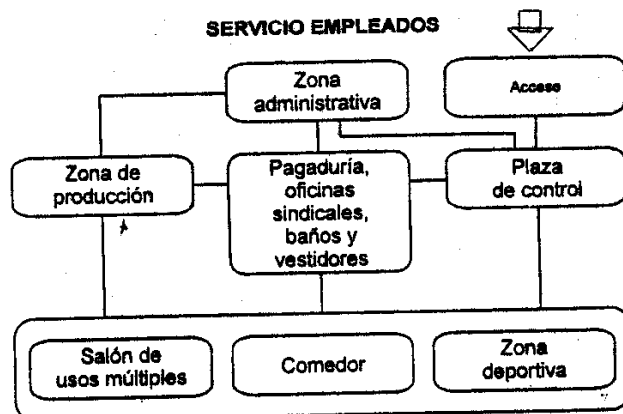 SERVICIO EMPLEADOS
Zona
administrativa
Acceso
Zona de
producción
Pagaduría,
oficinas
sindicales,
baños y
vestidores
Plaza
de control
Salón de
usos múltiples
Comedor
Zona
deportiva